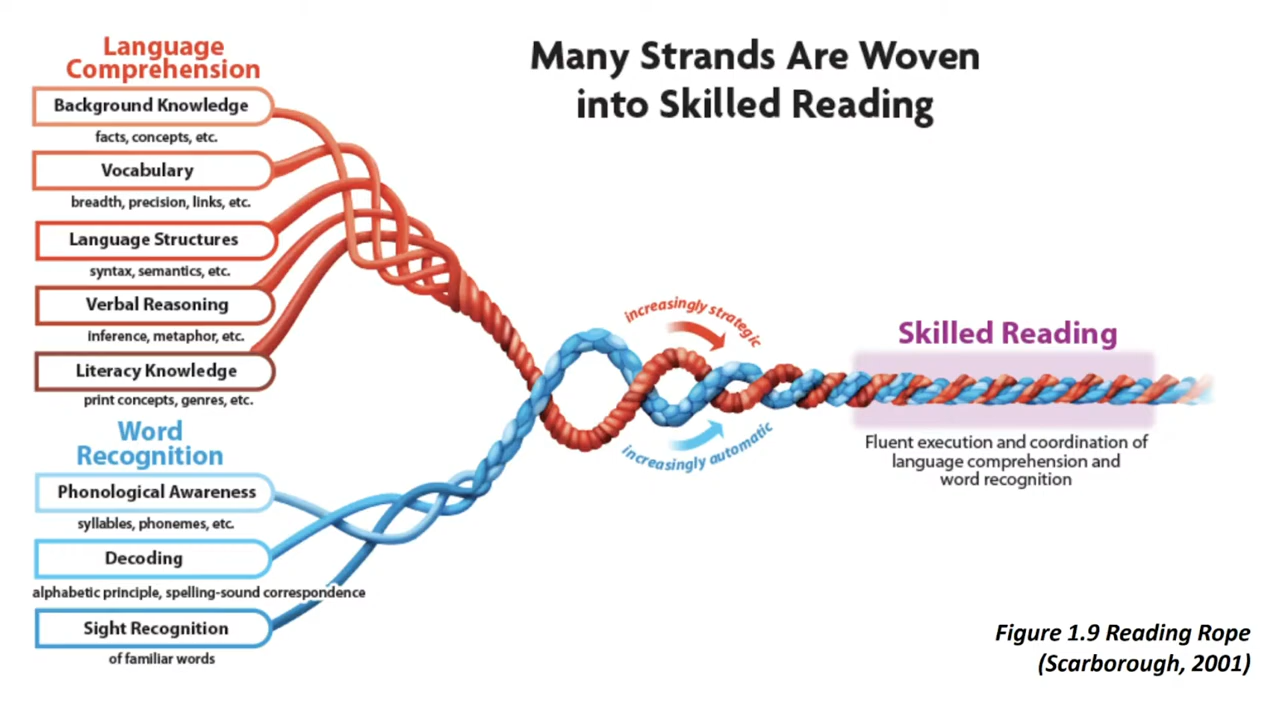 Many Strands Are Woven
into Skilled Reading
Language
Comprehension
Background Knowledge
facts, concepts, etc.
Vocabulary
breadth, precision, links, etc.
Language Structures
syntax, semantics, etc.
Verbal Reasoning
inference, metaphor, etc.
Literacy Knowledge
print concepts, genres, etc.
Word
Recognition
Phonological Awareness
syllables, phonemes, etc.
Decoding
alphabetic principle, spelling-sound correspondence
Sight Recognition
of familiar words
increasingly strategic
increasingly automatic
Skilled Reading
Fluent execution and coordination of
language comprehension and
word recognition
Figure 1.9 Reading Rope
(Scarborough, 2001)